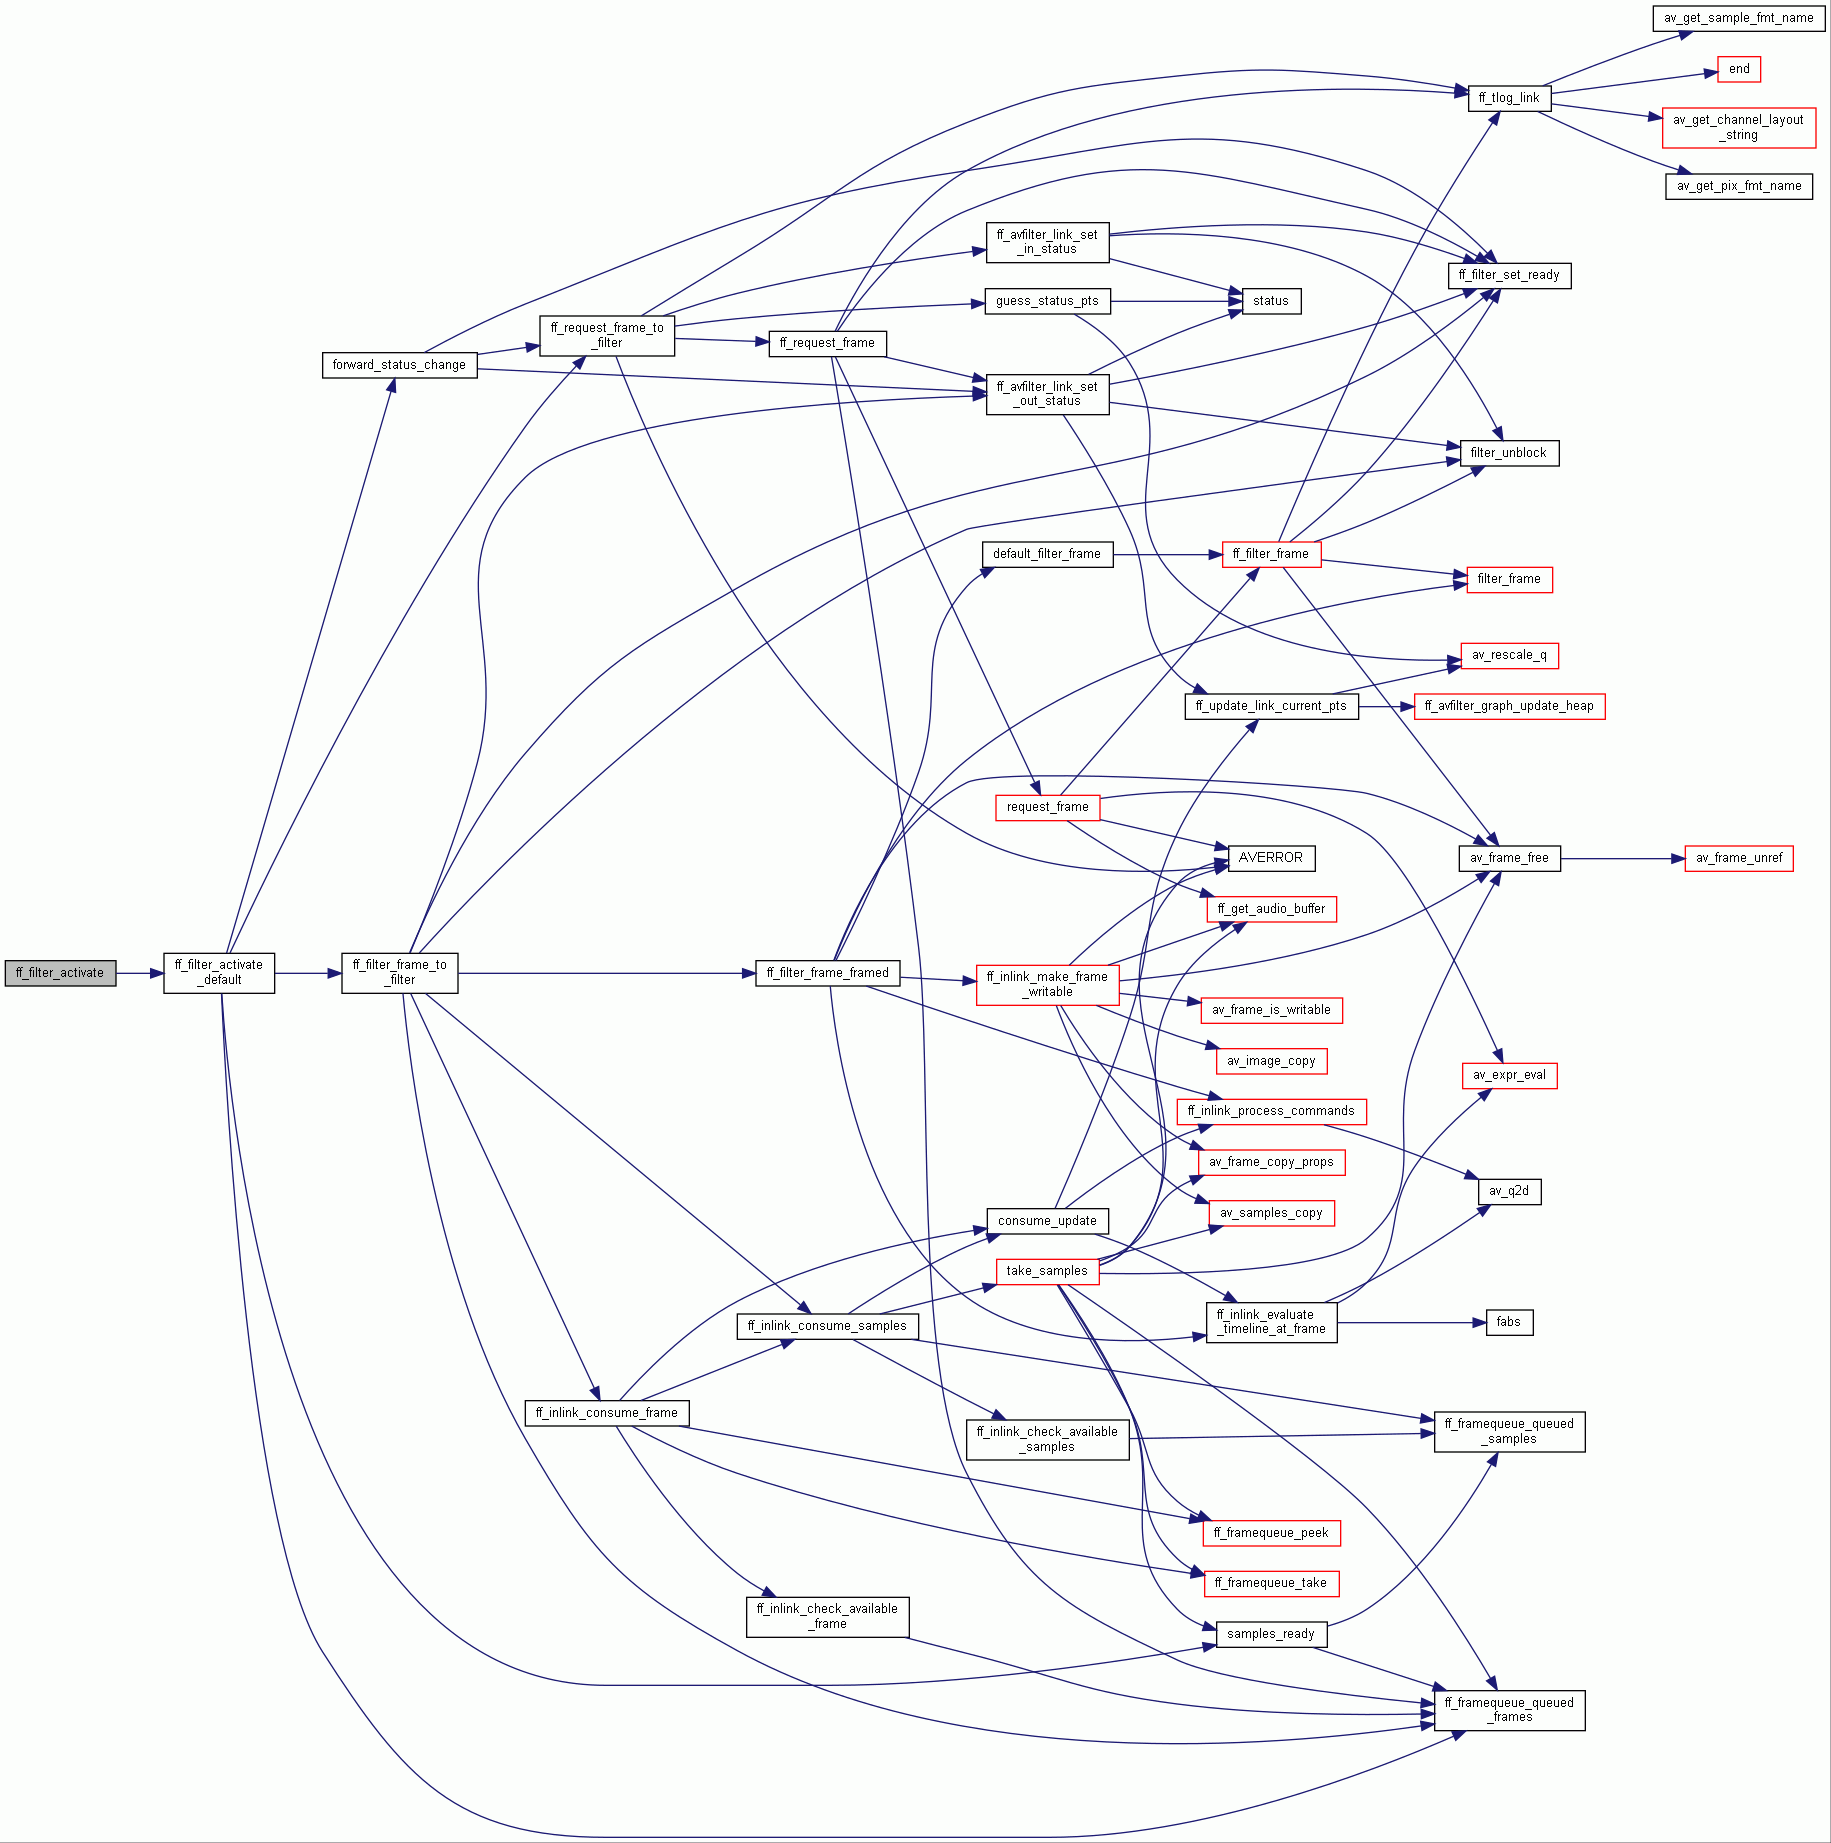 av_get_sample_fmt_name
end
ff_tlog_link
av_get_channel_layout
_string
av_get_pix_fmt_name
ff_avfilter_link_set
_in_status
ff_filter_set_ready
guess_status_pts
status
ff_request_frame_to
_filter
ff_request_frame
forward_status_change
ff_avfilter_link_set
_out_status
filter_unblock
default_filter_frame
ff_filter_frame
filter_frame
av_rescale_q
ff_update_link_current_pts
ff_avfilter_graph_update_heap
request_frame
AVERROR
av_frame_free
av_frame_unref
ff_get_audio_buffer
ff_filter_activate
ff_filter_activate
_default
ff_filter_frame_to
_filter
ff_filter_frame_framed
ff_inlink_make_frame
_writable
av_frame_is_writable
av_image_copy
av_expr_eval
ff_inlink_process_commands
av_frame_copy_props
av_q2d
av_samples_copy
consume_update
take_samples
ff_inlink_evaluate
_timeline_at_frame
fabs
ff_inlink_consume_samples
ff_inlink_consume_frame
ff_inlink_check_available
_samples
ff_framequeue_queued
_samples
ff_framequeue_peek
ff_framequeue_take
ff_inlink_check_available
_frame
samples_ready
ff_framequeue_queued
_frames